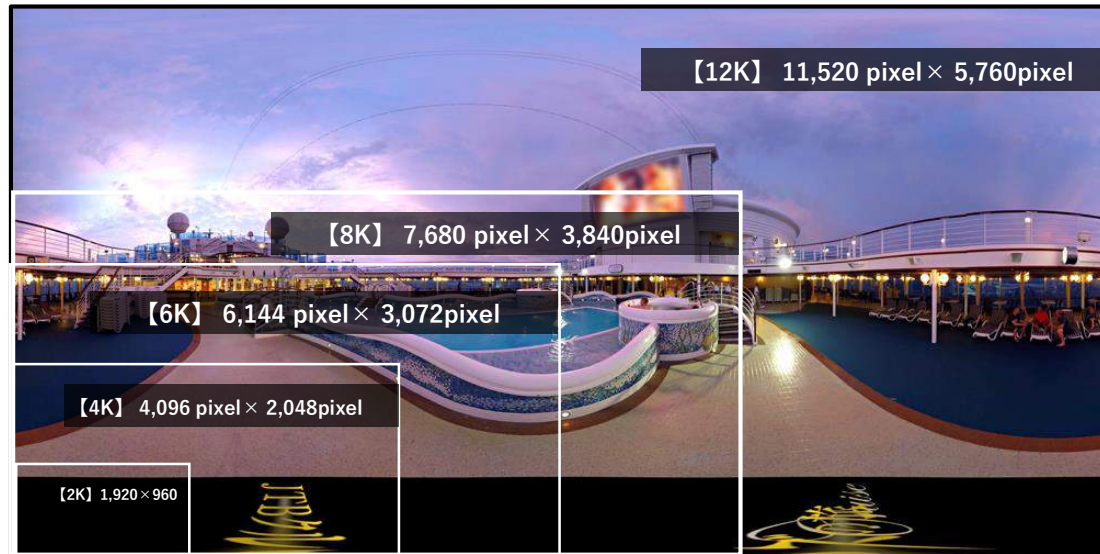 【12K】 11,520 pixel× 5,760pixel
【8K】 7,680 pixel× 3,840pixel
【6K】 6,144 pixel× 3,072pixel
【4K】 4,096 pixel× 2,048pixel
【2K】1,920×960